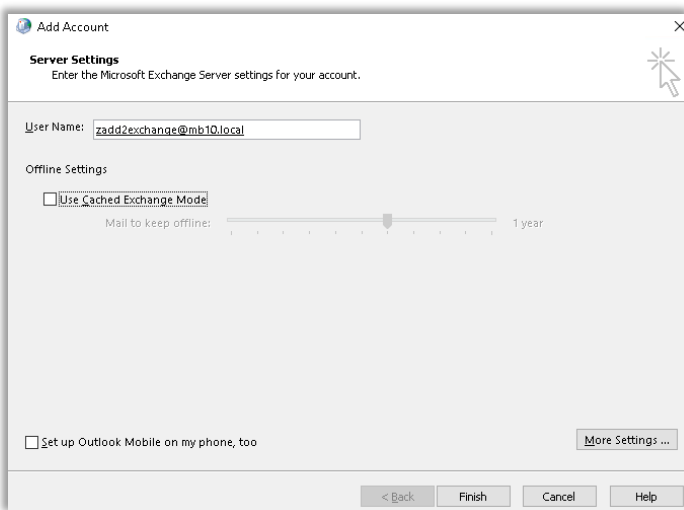 Add Account
Server Settings
Enter the Microsoft Exchange Server settings for your account.
User Name: zadd2exchange@mb10.local
Offline Settings
Use Cached Exchange Mode
Mail to keep offline: 1 year
Set up Outlook Mobile on my phone, too
More Settings ...
< Back Finish Cancel Help